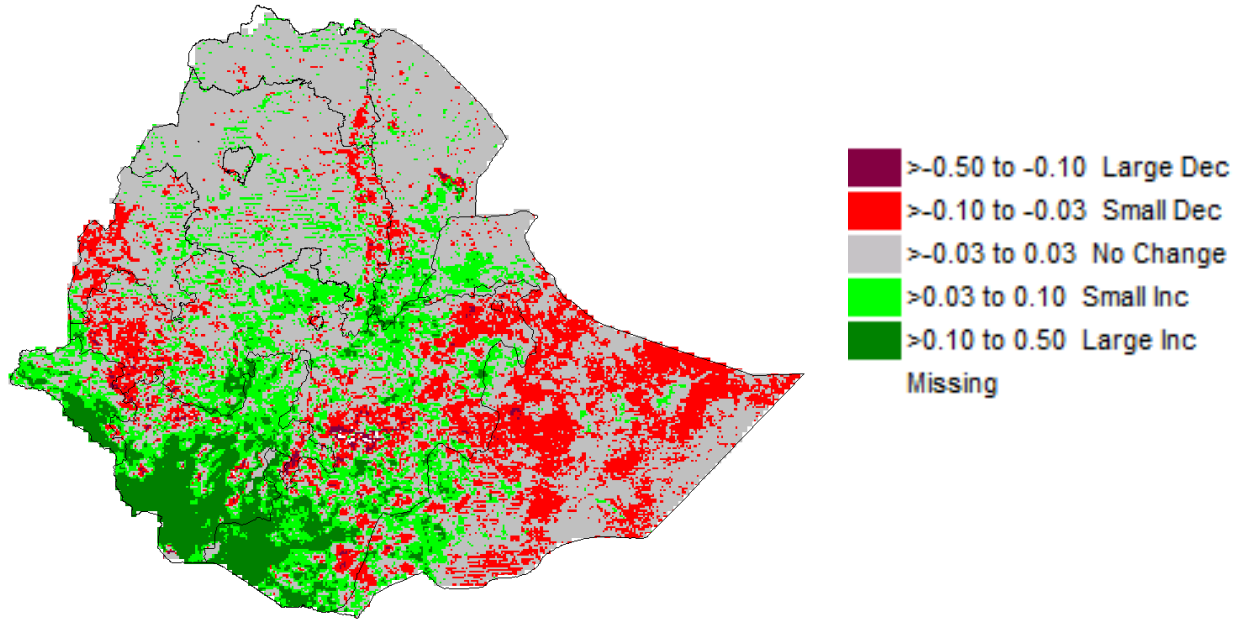 >-0.50 to -0.10 Large Dec
>-0.10 to -0.03 Small Dec
>-0.03 to 0.03 No Change
>0.03 to 0.10 Small Inc
>0.10 to 0.50 Large Inc
Missing